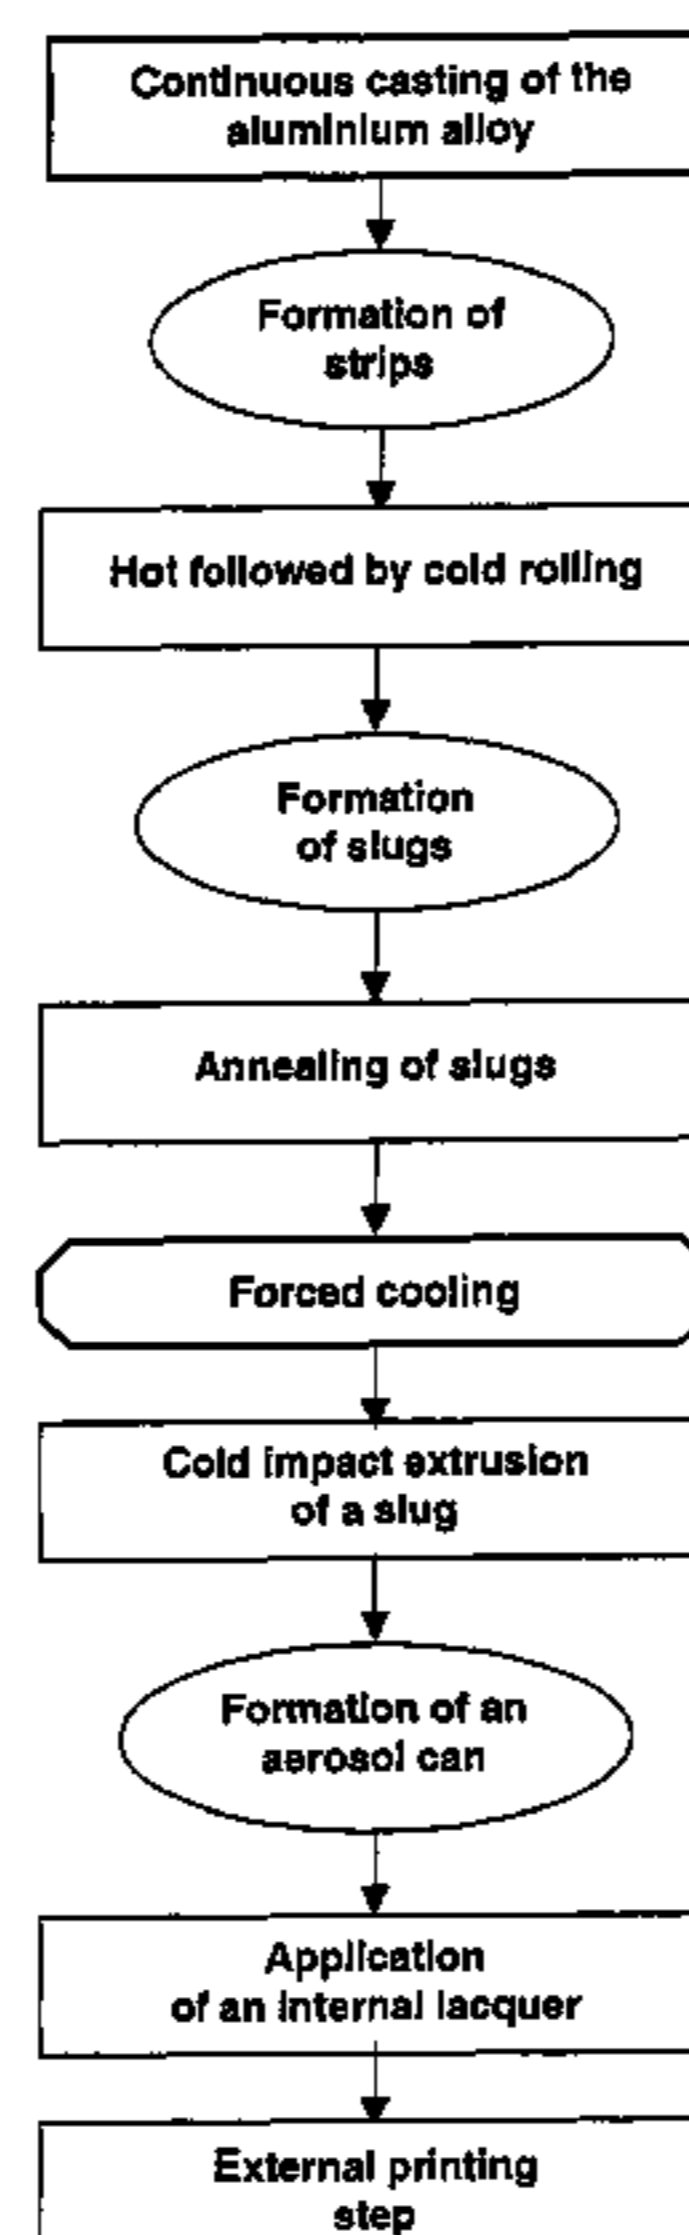 Continuous casting of the
aluminium alloy
Formation of
strips
Hot followed by cold rolling
Formation
of slugs
Annealing of slugs
Forced cooling
Cold impact extrusion
of a slug
Formation of an
aerosol can
Application
of an internal lacquer
External printing
step